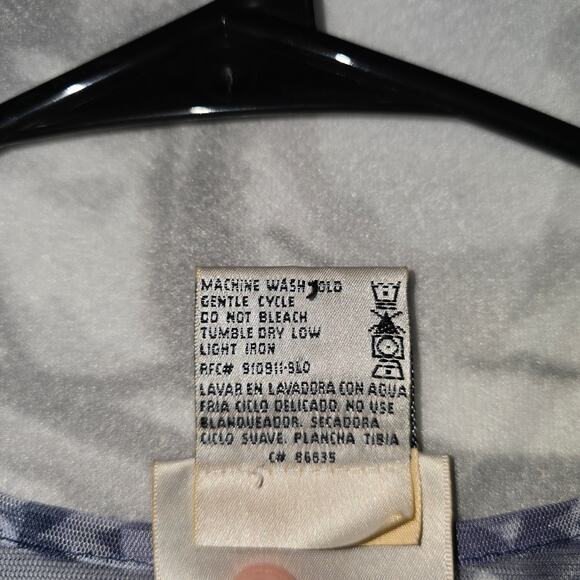 MACHINE WASH COLD
GENTLE CYCLE
DO NOT BLEACH
TUMBLE DRY LOW
LIGHT IRON
RFC# 910911-9L0
LAVAR EN LAVADORA CON AGUA
FRIA CICLO DELICADO. NO USE
BLANQUEADOR. SECADORA
CICLO SUAVE. PLANCHA TIBIA
C# 86635